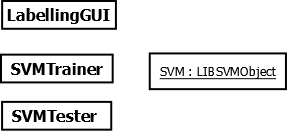 LabellingGUI
SVMTrainer
SVM : LIBSVMObject
SVMTester